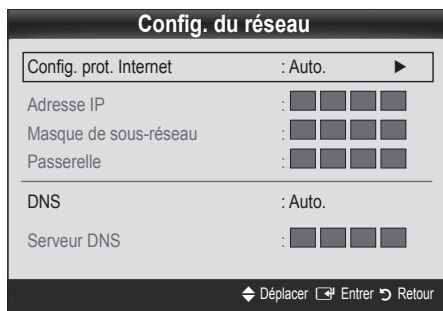 Config. du réseau
Config. prot. Internet : Auto. ►
Adresse IP :
Masque de sous-réseau :
Passerelle :
DNS : Auto.
Serveur DNS :
Déplacer Entrer Retour